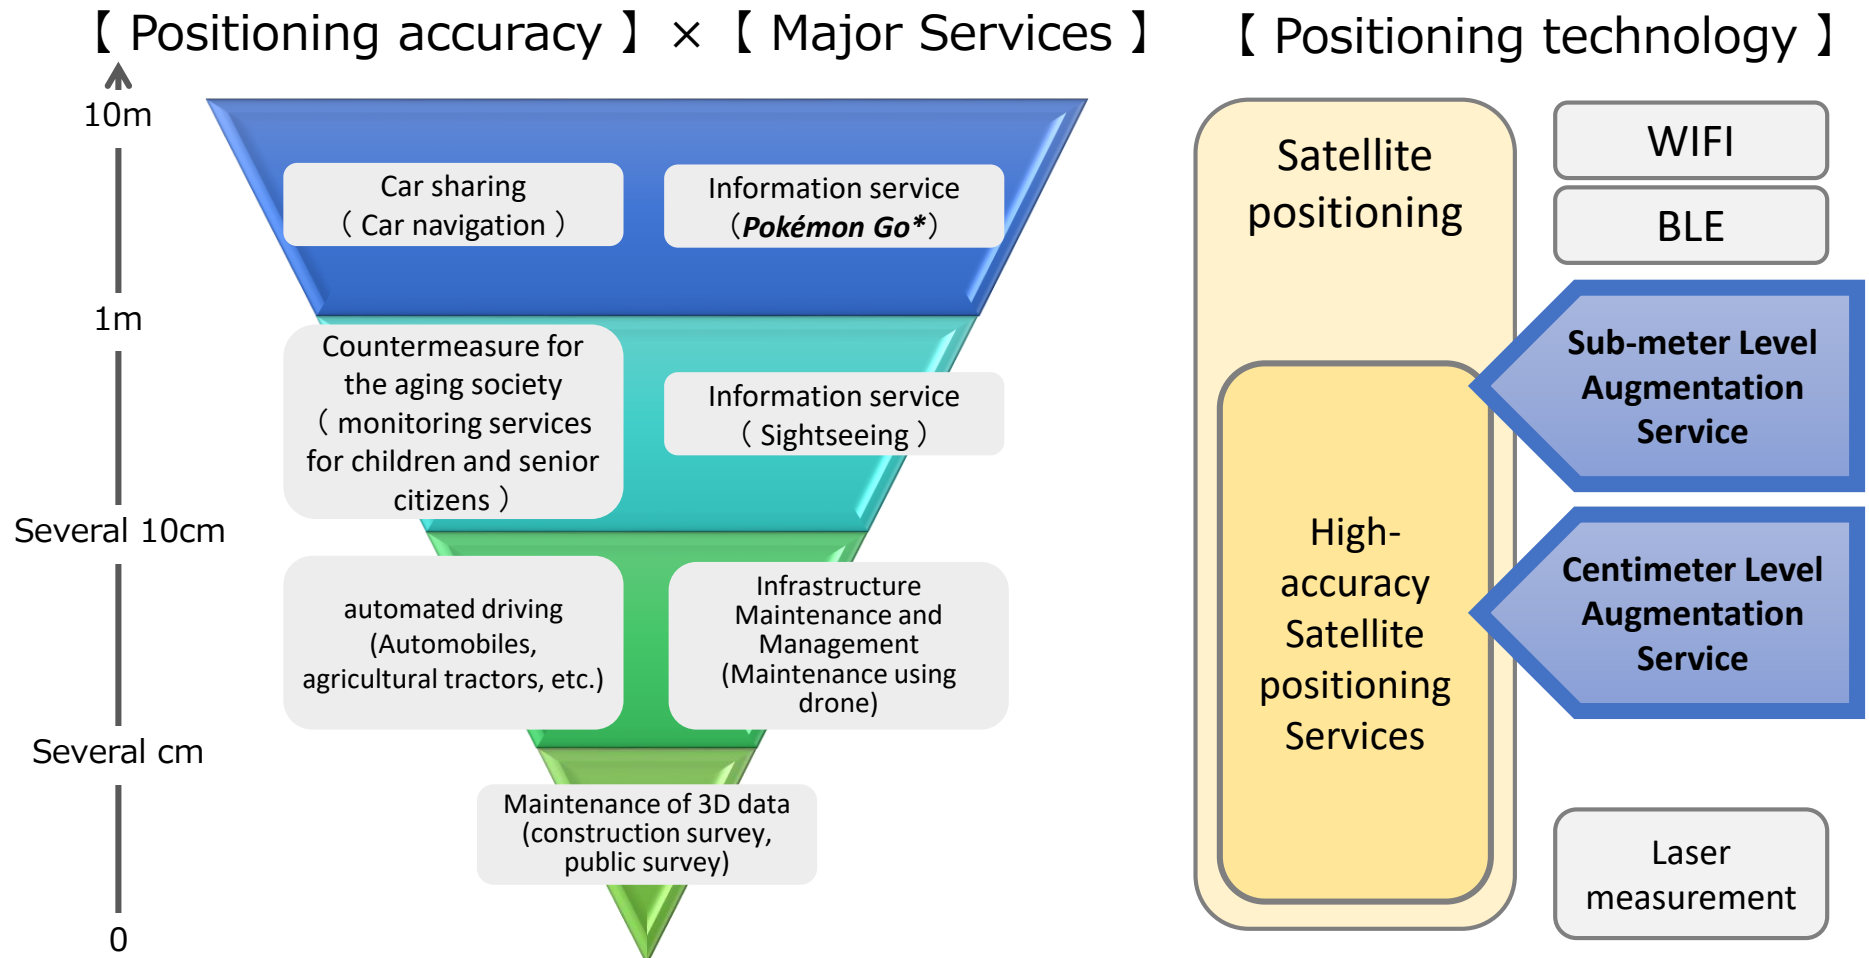 【 Positioning accuracy 】 × 【 Major Services 】
【 Positioning technology 】
10m
1m
Several 10cm
Several cm
0
Car sharing
（ Car navigation ）
Information service
（Pokémon Go*）
Countermeasure for
the aging society
（ monitoring services
for children and senior
citizens ）
Information service
（ Sightseeing ）
automated driving
(Automobiles,
agricultural tractors, etc.)
Infrastructure
Maintenance and
Management
(Maintenance using
drone)
Maintenance of 3D data
(construction survey,
public survey)
Satellite
positioning
High-
accuracy
Satellite
positioning
Services
WIFI
BLE
Sub-meter Level
Augmentation
Service
Centimeter Level
Augmentation
Service
Laser
measurement